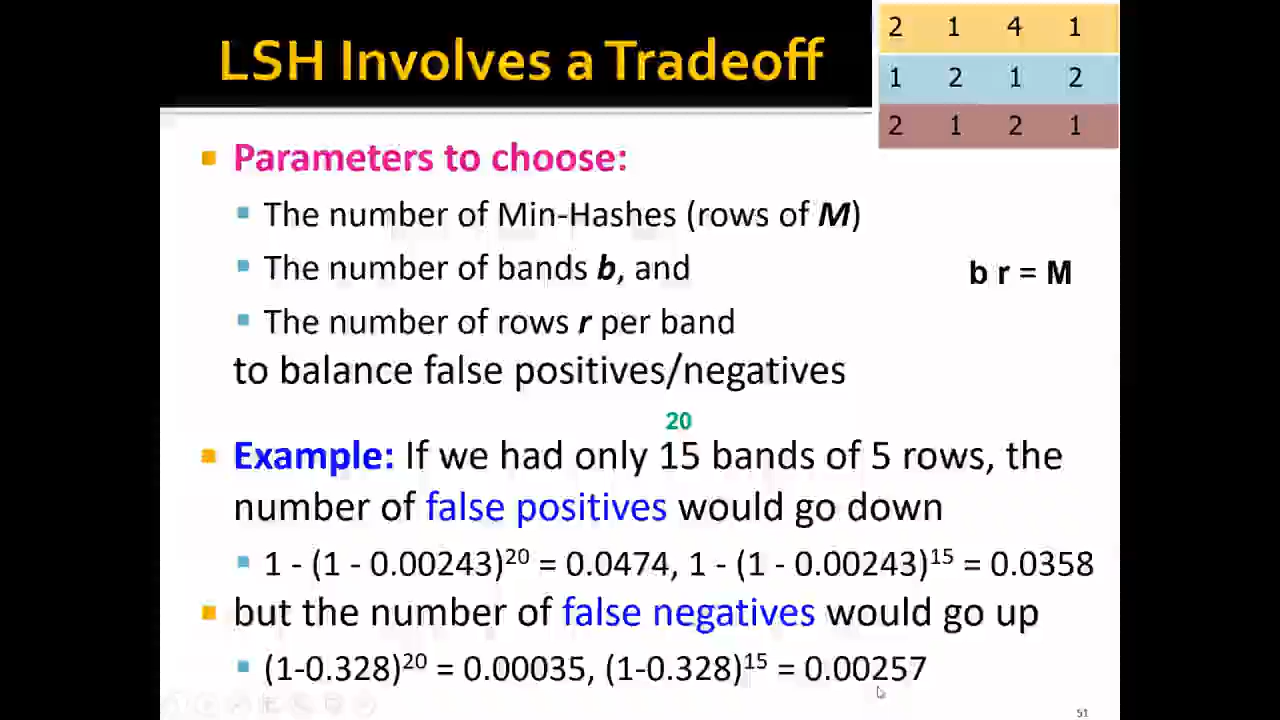 LSH Involves a Tradeoff
2 1 4 1
1 2 1 2
2 1 2 1
Parameters to choose:
The number of Min-Hashes (rows of M)
The number of bands b, and
b r = M
The number of rows r per band
to balance false positives/negatives
20
Example: If we had only 15 bands of 5 rows, the
number of false positives would go down
1 - (1 - 0.00243)²⁰ = 0.0474, 1 - (1 - 0.00243)¹⁵ = 0.0358
but the number of false negatives would go up
(1-0.328)²⁰ = 0.00035, (1-0.328)¹⁵ = 0.00257
51